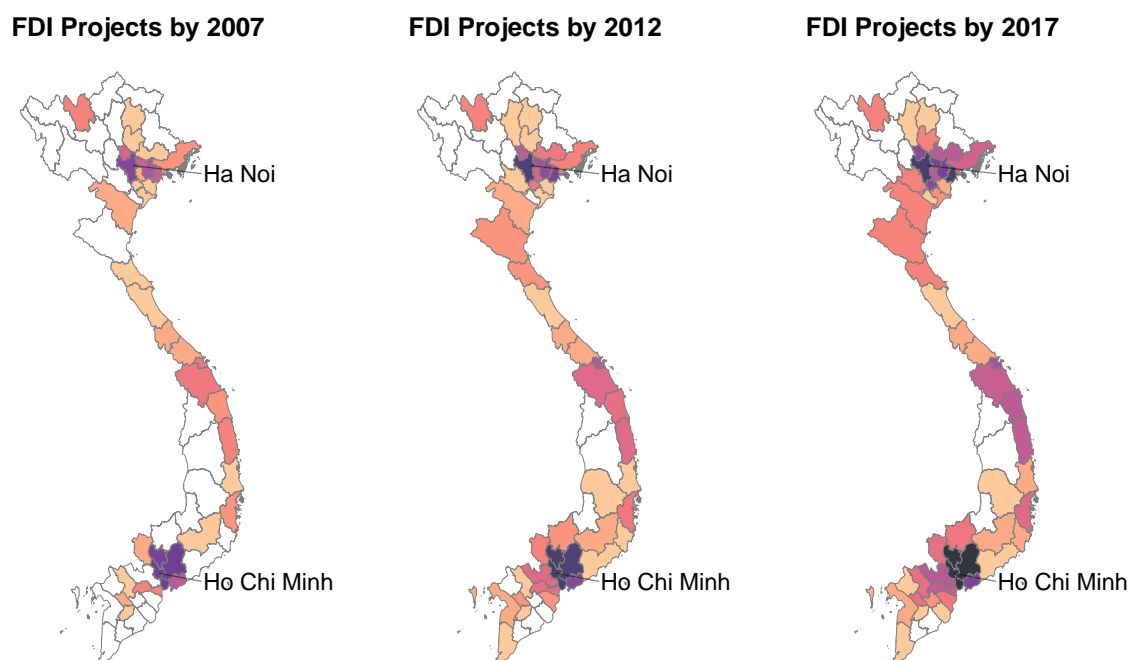 FDI Projects by 2007
FDI Projects by 2012
FDI Projects by 2017
Ha Noi
Ha Noi
Ha Noi
Ho Chi Minh
Ho Chi Minh
Ho Chi Minh